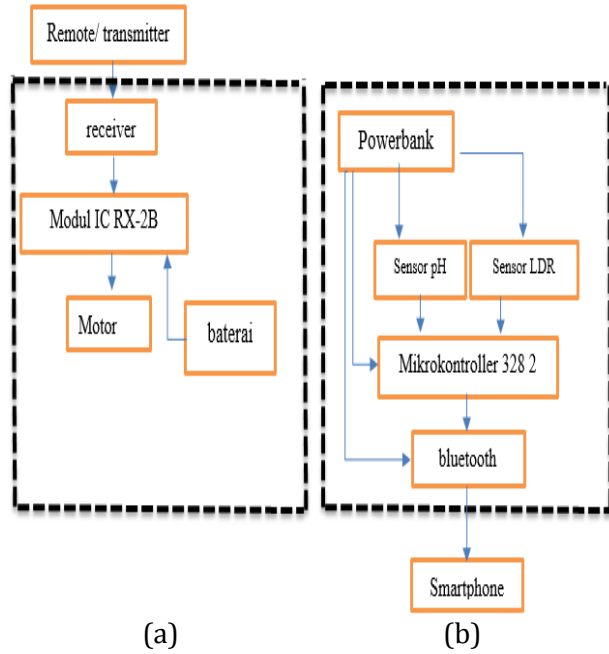 Remote/ transmitter
receiver
Modul IC RX-2B
Motor
baterai
(a)
Powerbank
Sensor pH
Sensor LDR
Mikrokontroller 328 2
bluetooth
Smartphone
(b)